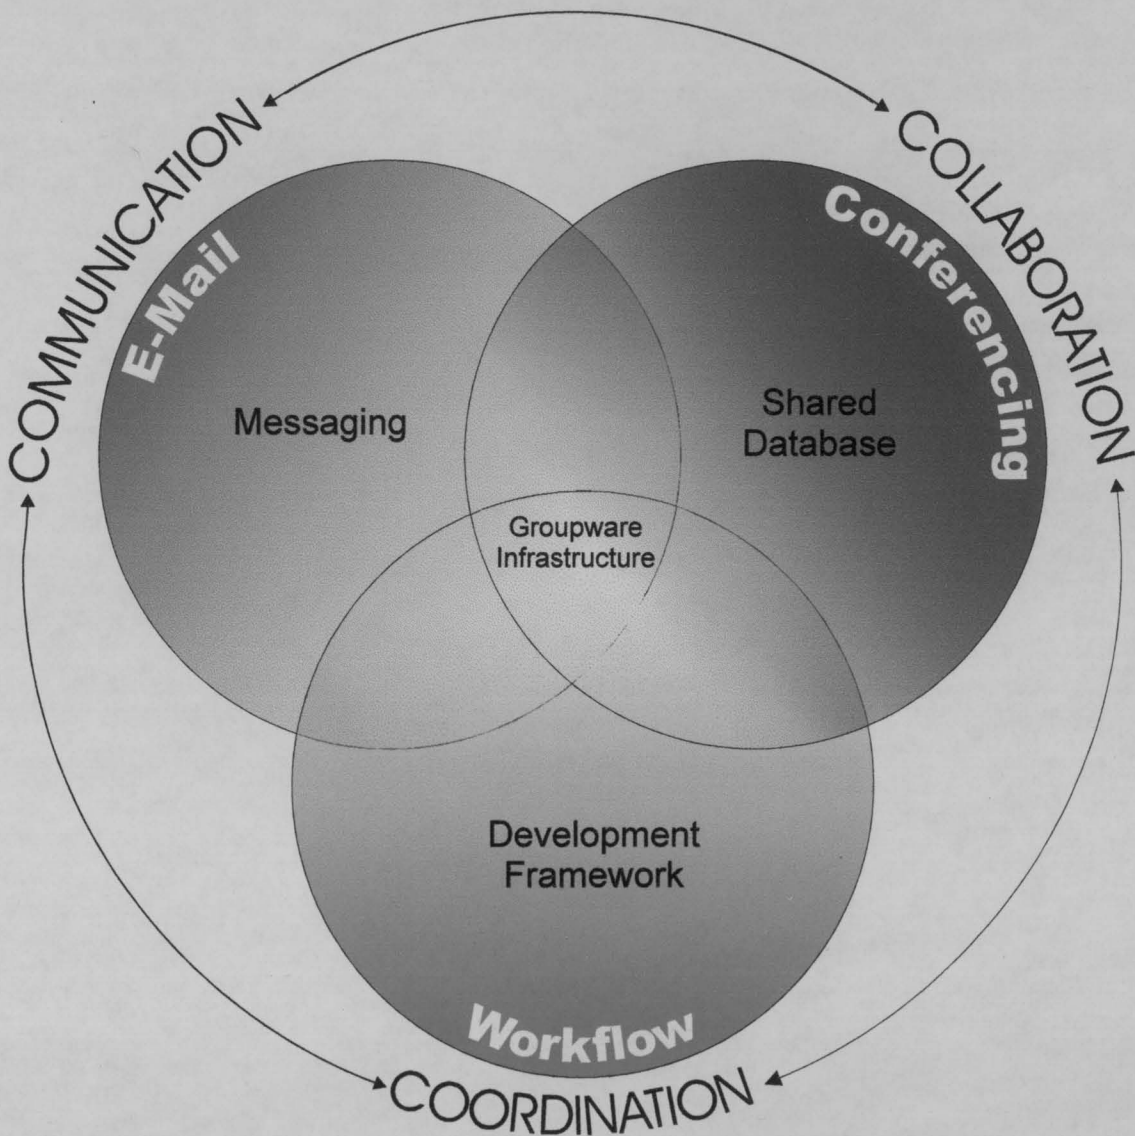 COMMUNICATION
COLLABORATION
E-Mail
Conferencing
Messaging
Shared
Database
Groupware
Infrastructure
Development
Framework
Workflow
COORDINATION